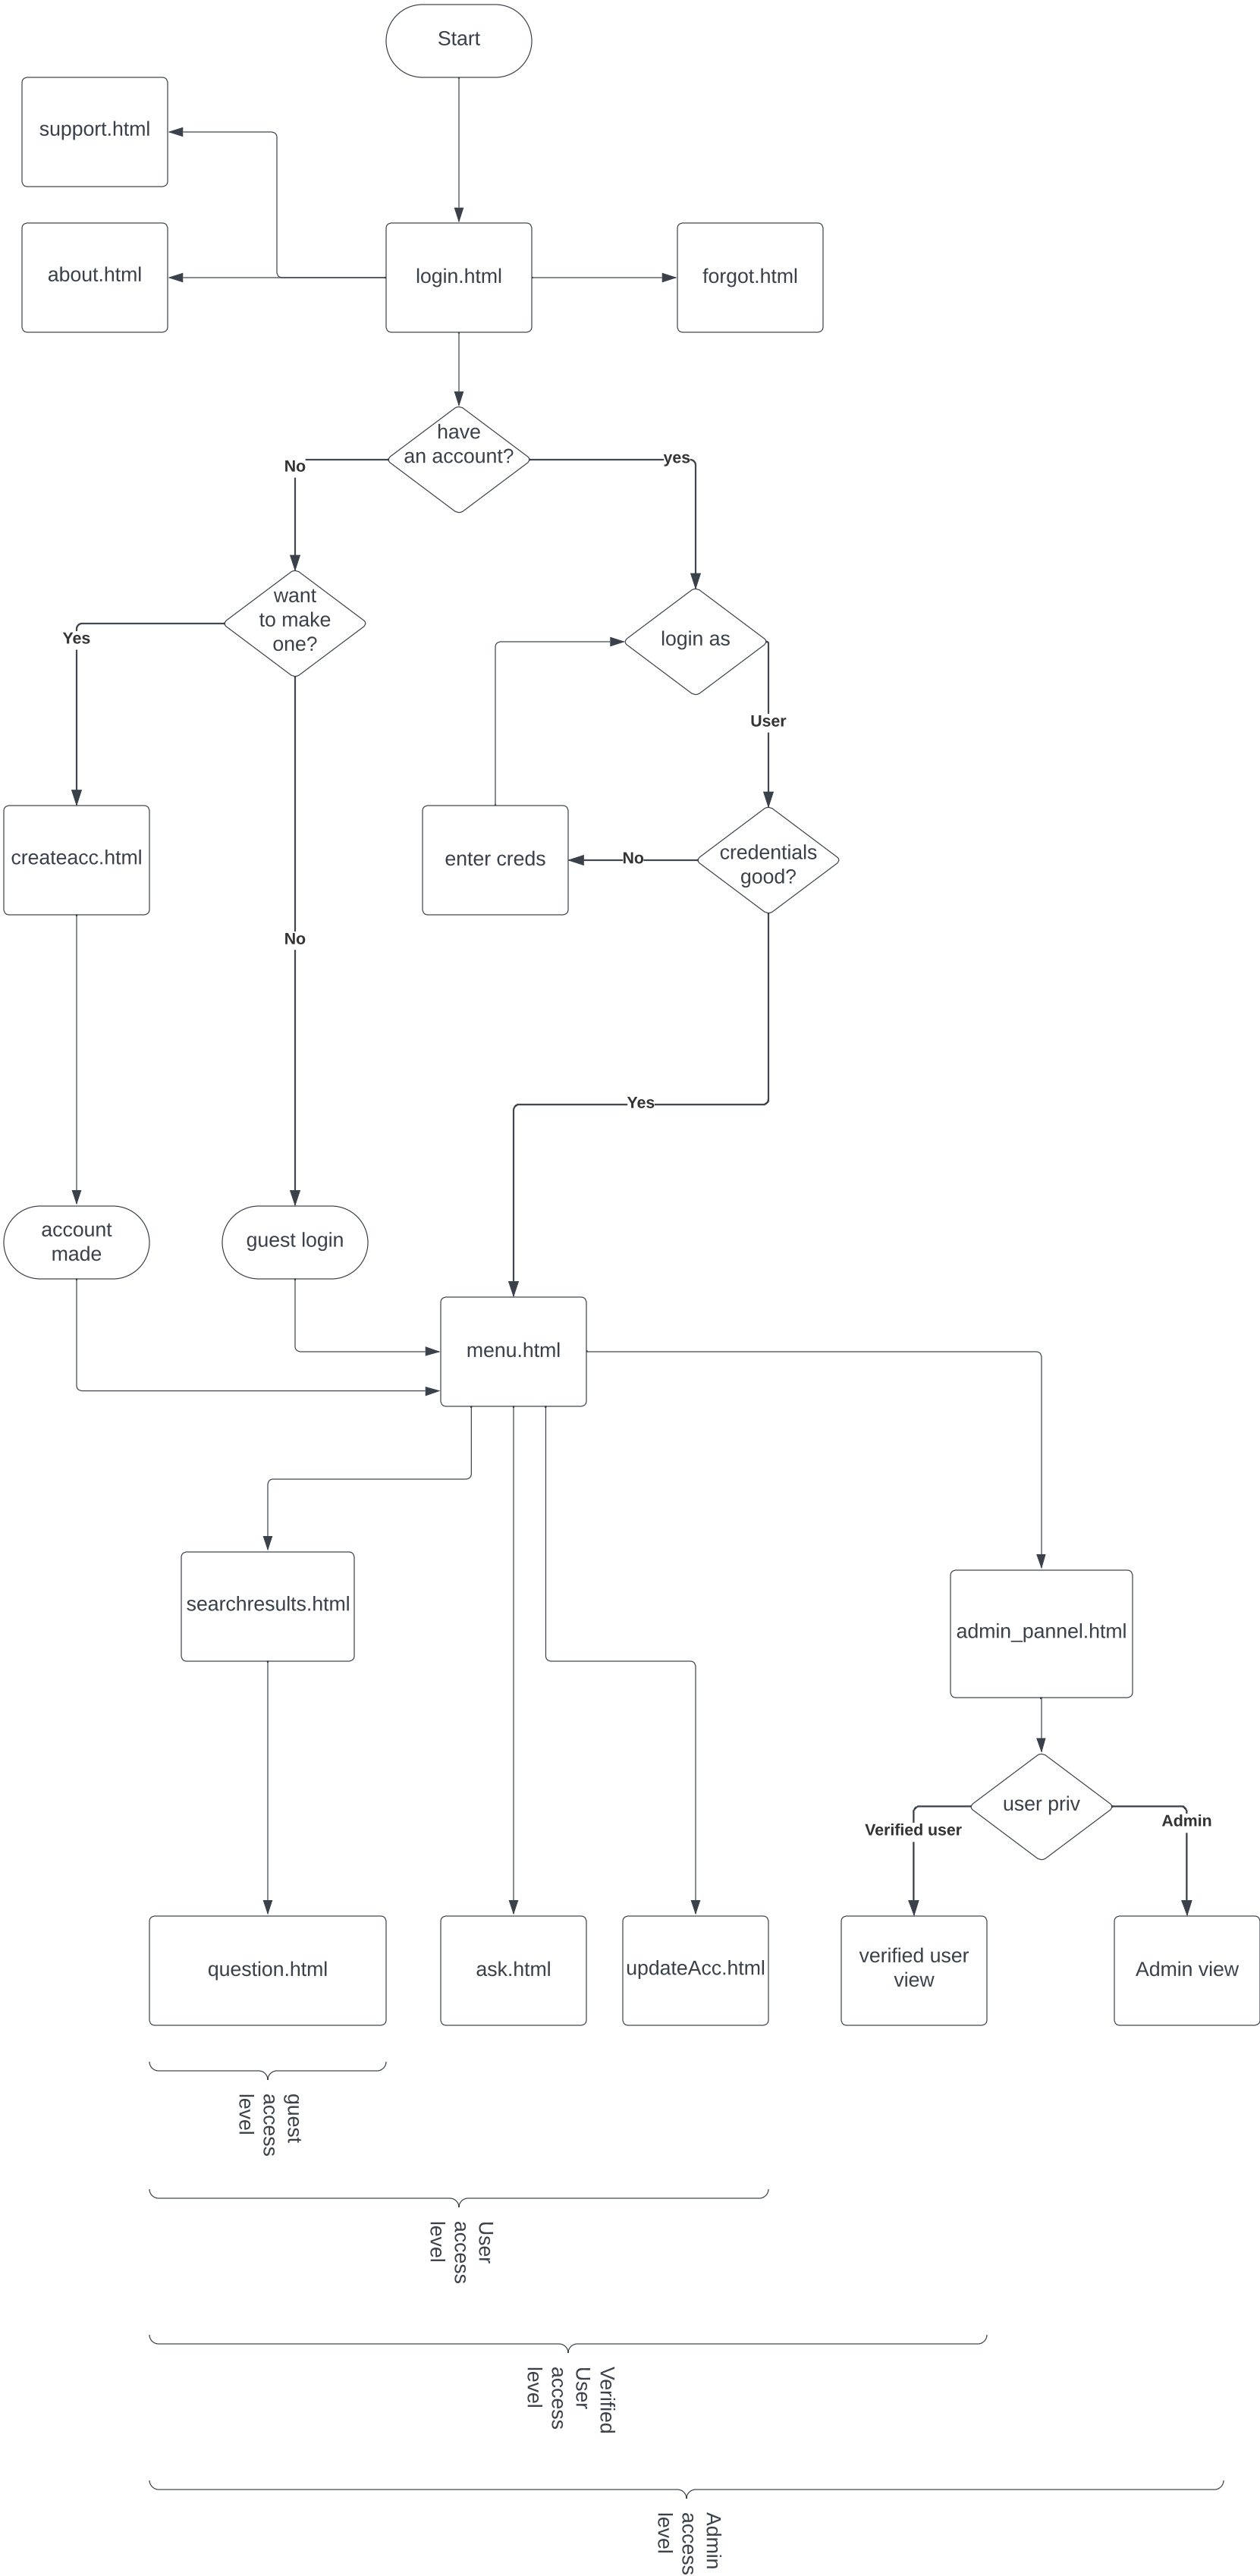 Start
support.html
about.html
login.html
forgot.html
have
an account?
No
yes
want
to make
one?
Yes
login as
User
createacc.html
enter creds
No
credentials
good?
No
Yes
account
made
guest login
menu.html
searchresults.html
admin_pannel.html
user priv
Verified user
Admin
question.html
ask.html
updateAcc.html
verified user
view
Admin view
guest
access
level
User
access
level
Verified
User
access
level
Admin
access
level